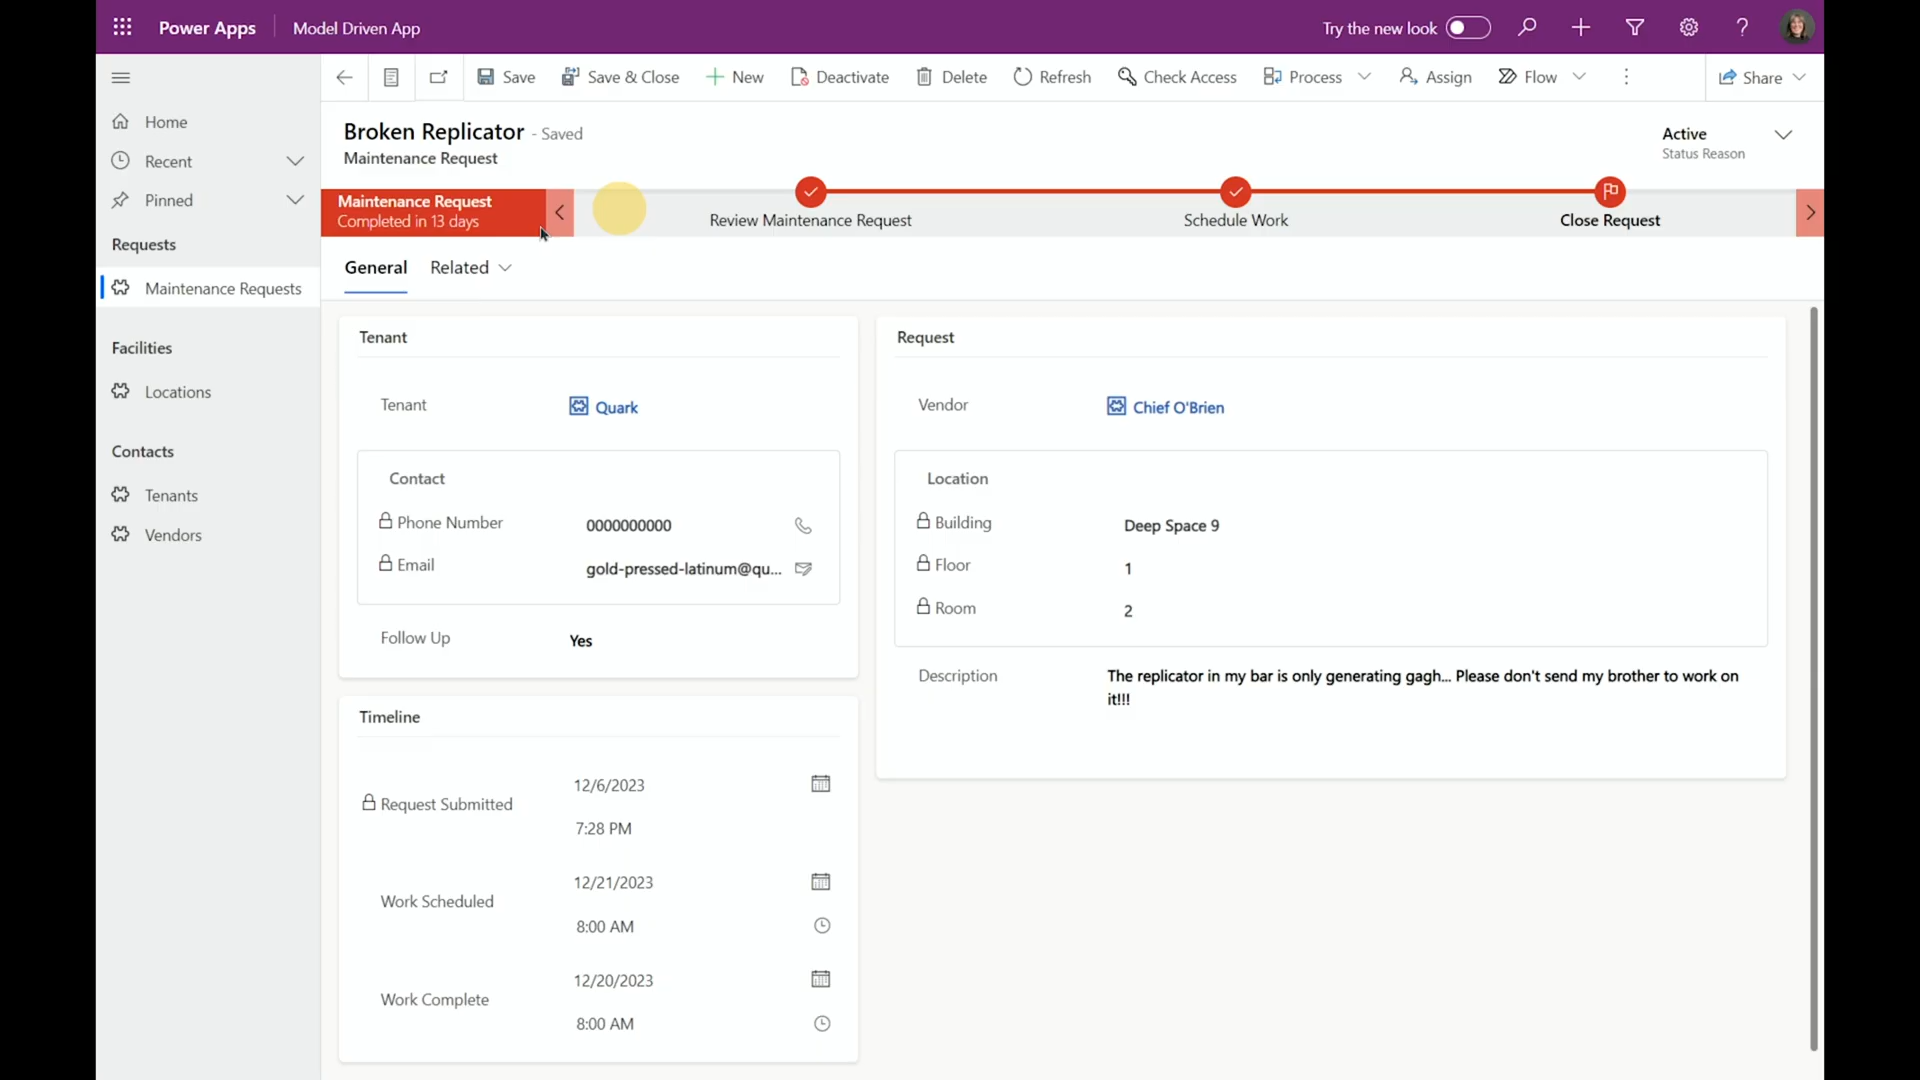 Power Apps
Model Driven App
Try the new look
Save
Save & Close
New
Deactivate
Delete
Refresh
Check Access
Process
Assign
Flow
Share
Home
Recent
Pinned
Requests
Maintenance Requests
Facilities
Locations
Contacts
Tenants
Vendors
Broken Replicator - Saved
Maintenance Request
Active
Status Reason
Maintenance Request
Completed in 13 days
Review Maintenance Request
Schedule Work
Close Request
General
Related
Tenant
Tenant
Quark
Contact
Phone Number
0000000000
Email
gold-pressed-latinum@qu...
Follow Up
Yes
Timeline
Request Submitted
12/6/2023
7:28 PM
Work Scheduled
12/21/2023
8:00 AM
Work Complete
12/20/2023
8:00 AM
Request
Vendor
Chief O'Brien
Location
Building
Deep Space 9
Floor
1
Room
2
Description
The replicator in my bar is only generating gagh... Please don't send my brother to work on
it!!!